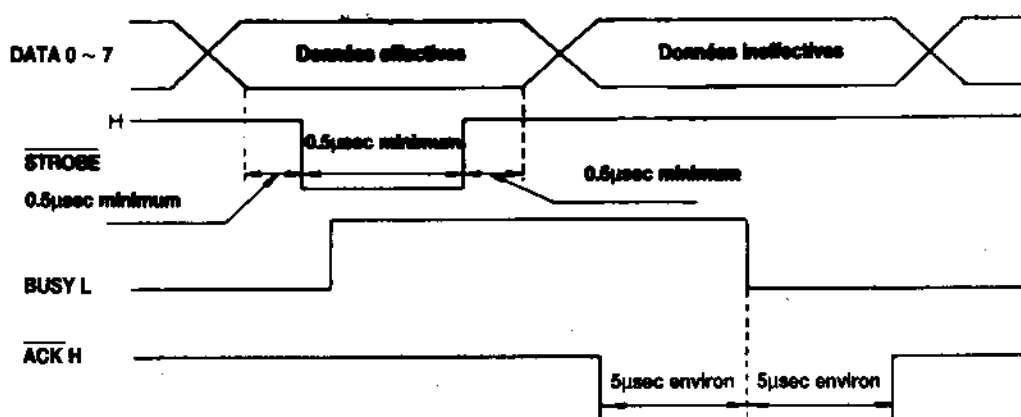 DATA 0 ~ 7
Données effectives
Données ineffectives
H
STROBE
0.5µsec minimum
0.5µsec minimum
0.5µsec minimum
BUSY L
ACK H
5µsec environ
5µsec environ